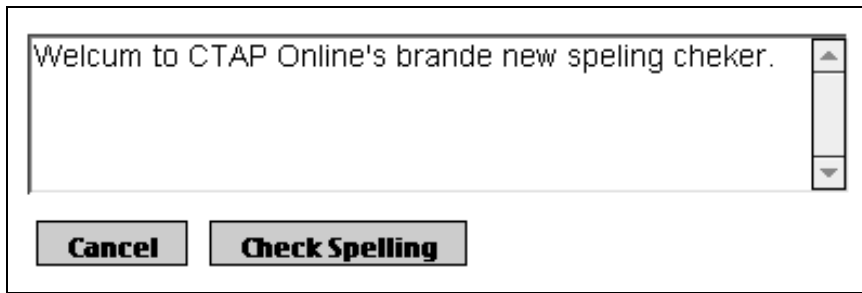 Welcum to CTAP Online's brande new speling cheker.
Cancel Check Spelling